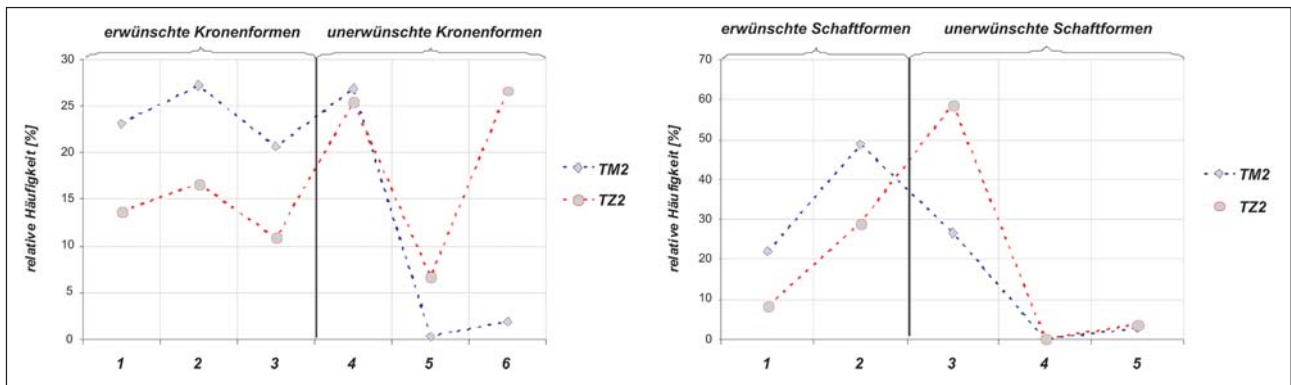 erwünschte Kronenformen unerwünschte Kronenformen
30
25
20
15
10
5
0
relative Häufigkeit [%]
1 2 3 4 5 6
TM2
TZ2
erwünschte Schaftformen unerwünschte Schaftformen
70
60
50
40
30
20
10
0
relative Häufigkeit [%]
1 2 3 4 5
TM2
TZ2